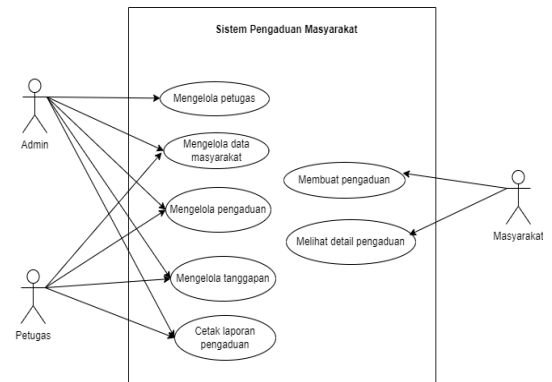 Sistem Pengaduan Masyarakat
Mengelola petugas
Admin
Mengelola data
masyarakat
Membuat pengaduan
Mengelola pengaduan
Masyarakat
Melihat detail pengaduan
Mengelola tanggapan
Petugas
Cetak laporan
pengaduan